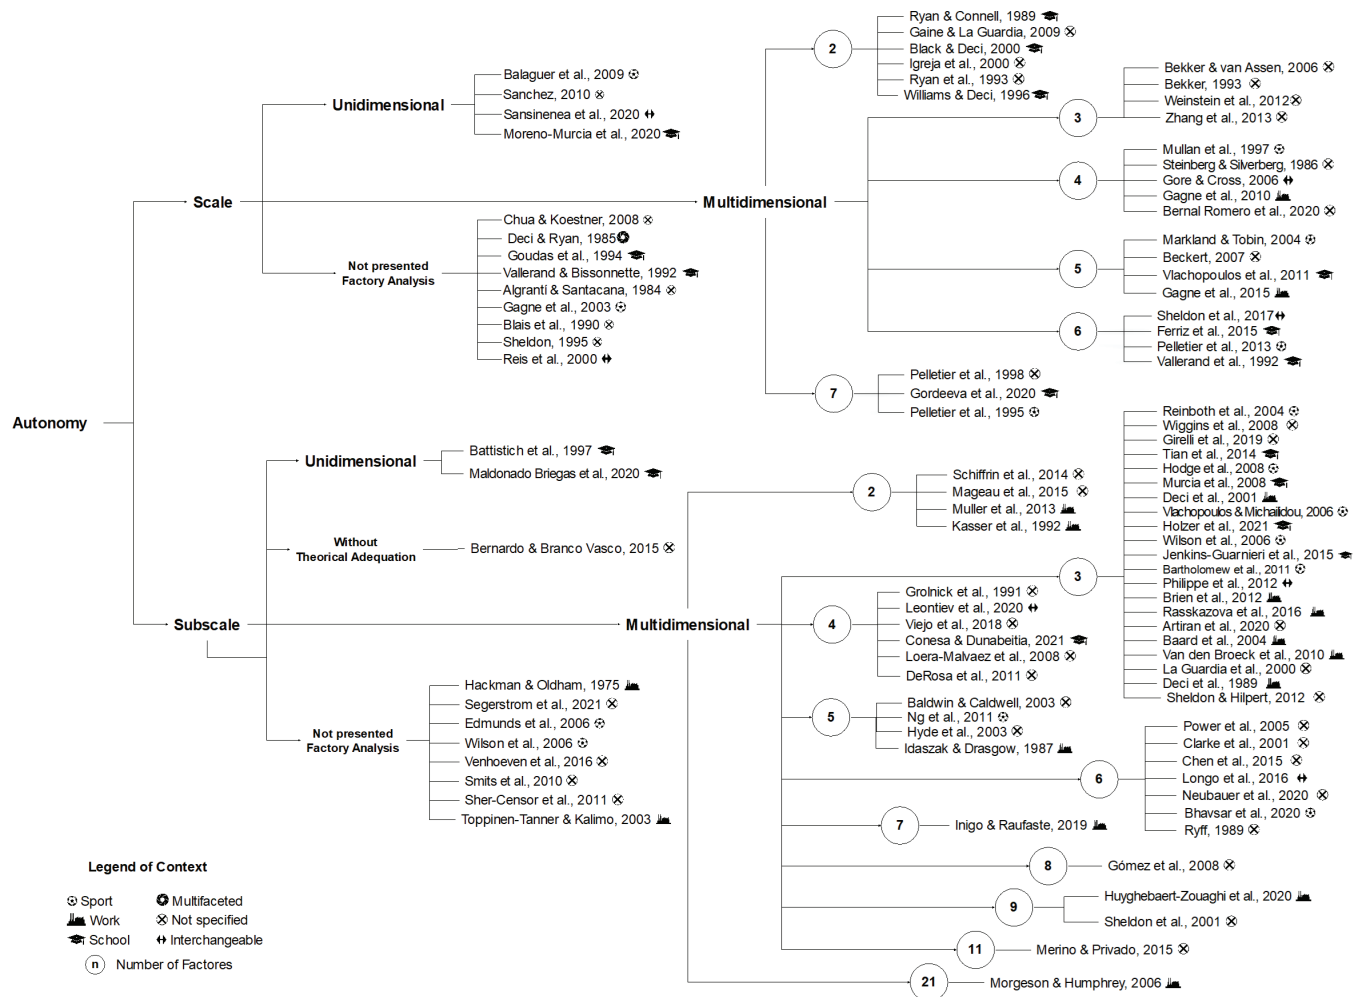 Autonomy
Scale
Unidimensional
Balaguer et al., 2009
Sanchez, 2010
Sansinenea et al., 2020
Moreno-Murcia et al., 2020
Not presented
Factory Analysis
Chua & Koestner, 2008
Deci & Ryan, 1985
Goudas et al., 1994
Vallerand & Bissonnette, 1992
Algranti & Santacana, 1984
Gagne et al., 2003
Blais et al., 1990
Sheldon, 1995
Reis et al., 2000
Multidimensional
2
Ryan & Connell, 1989
Gaine & La Guardia, 2009
Black & Deci, 2000
Igreja et al., 2000
Ryan et al., 1993
Williams & Deci, 1996
3
Bekker & van Assen, 2006
Bekker, 1993
Weinstein et al., 2012
Zhang et al., 2013
4
Mullan et al., 1997
Steinberg & Silverberg, 1986
Gore & Cross, 2006
Gagne et al., 2010
Bernal Romero et al., 2020
5
Markland & Tobin, 2004
Beckert, 2007
Vlachopoulos et al., 2011
Gagne et al., 2015
6
Sheldon et al., 2017
Ferriz et al., 2015
Pelletier et al., 2013
Vallerand et al., 1992
7
Pelletier et al., 1998
Gordeeva et al., 2020
Pelletier et al., 1995
Subscale
Unidimensional
Battistich et al., 1997
Maldonado Briegas et al., 2020
Without
Theorical Adequation
Bernardo & Branco Vasco, 2015
Not presented
Factory Analysis
Hackman & Oldham, 1975
Segerstrom et al., 2021
Edmunds et al., 2006
Wilson et al., 2006
Venhoeven et al., 2016
Smits et al., 2010
Sher-Censor et al., 2011
Toppinen-Tanner & Kalimo, 2003
Multidimensional
2
Schiffrin et al., 2014
Mageau et al., 2015
Muller et al., 2013
Kasser et al., 1992
3
Reinboth et al., 2004
Wiggins et al., 2008
Girelli et al., 2019
Tian et al., 2014
Hodge et al., 2008
Murcia et al., 2008
Deci et al., 2001
Vlachopoulos & Michailidou, 2006
Holzer et al., 2021
Wilson et al., 2006
Jenkins-Guarnieri et al., 2015
Bartholomew et al., 2011
Philippe et al., 2012
Brien et al., 2012
Rasskazova et al., 2016
Artiran et al., 2020
Baard et al., 2004
Van den Broeck et al., 2010
La Guardia et al., 2000
Deci et al., 1989
Sheldon & Hilpert, 2012
4
Grolnick et al., 1991
Leontiev et al., 2020
Viejo et al., 2018
Conesa & Dunabeitia, 2021
Loera-Malvaez et al., 2008
DeRosa et al., 2011
5
Baldwin & Caldwell, 2003
Ng et al., 2011
Hyde et al., 2003
Idaszak & Drasgow, 1987
6
Power et al., 2005
Clarke et al., 2001
Chen et al., 2015
Longo et al., 2016
Neubauer et al., 2020
Bhavsar et al., 2020
Ryff, 1989
7
Inigo & Raufaste, 2019
8
Gómez et al., 2008
9
Huyghebaert-Zouaghi et al., 2020
Sheldon et al., 2001
11
Merino & Privado, 2015
21
Morgeson & Humphrey, 2006
Legend of Context
Sport
Multifaceted
Work
Not specified
School
Interchangeable
n Number of Factores